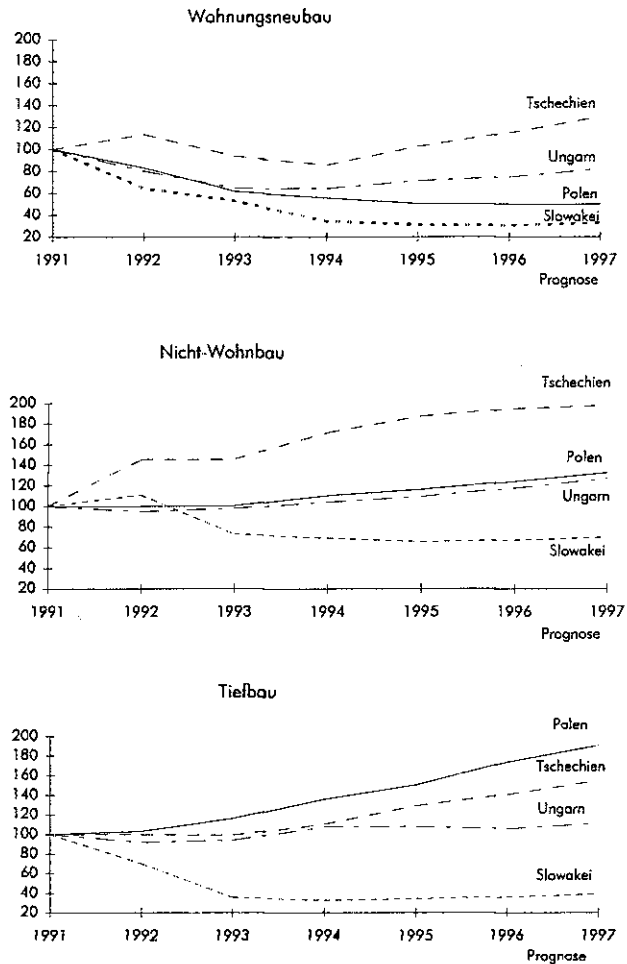 Wohnungsneubau
200
180
160
140
120
100
80
60
40
20
Tschechien
Ungarn
Polen
Slowakei
1991 1992 1993 1994 1995 1996 1997
Prognose
Nicht-Wohnbau
200
180
160
140
120
100
80
60
40
20
Tschechien
Polen
Ungarn
Slowakei
1991 1992 1993 1994 1995 1996 1997
Prognose
Tiefbau
200
180
160
140
120
100
80
60
40
20
Polen
Tschechien
Ungarn
Slowakei
1991 1992 1993 1994 1995 1996 1997
Prognose